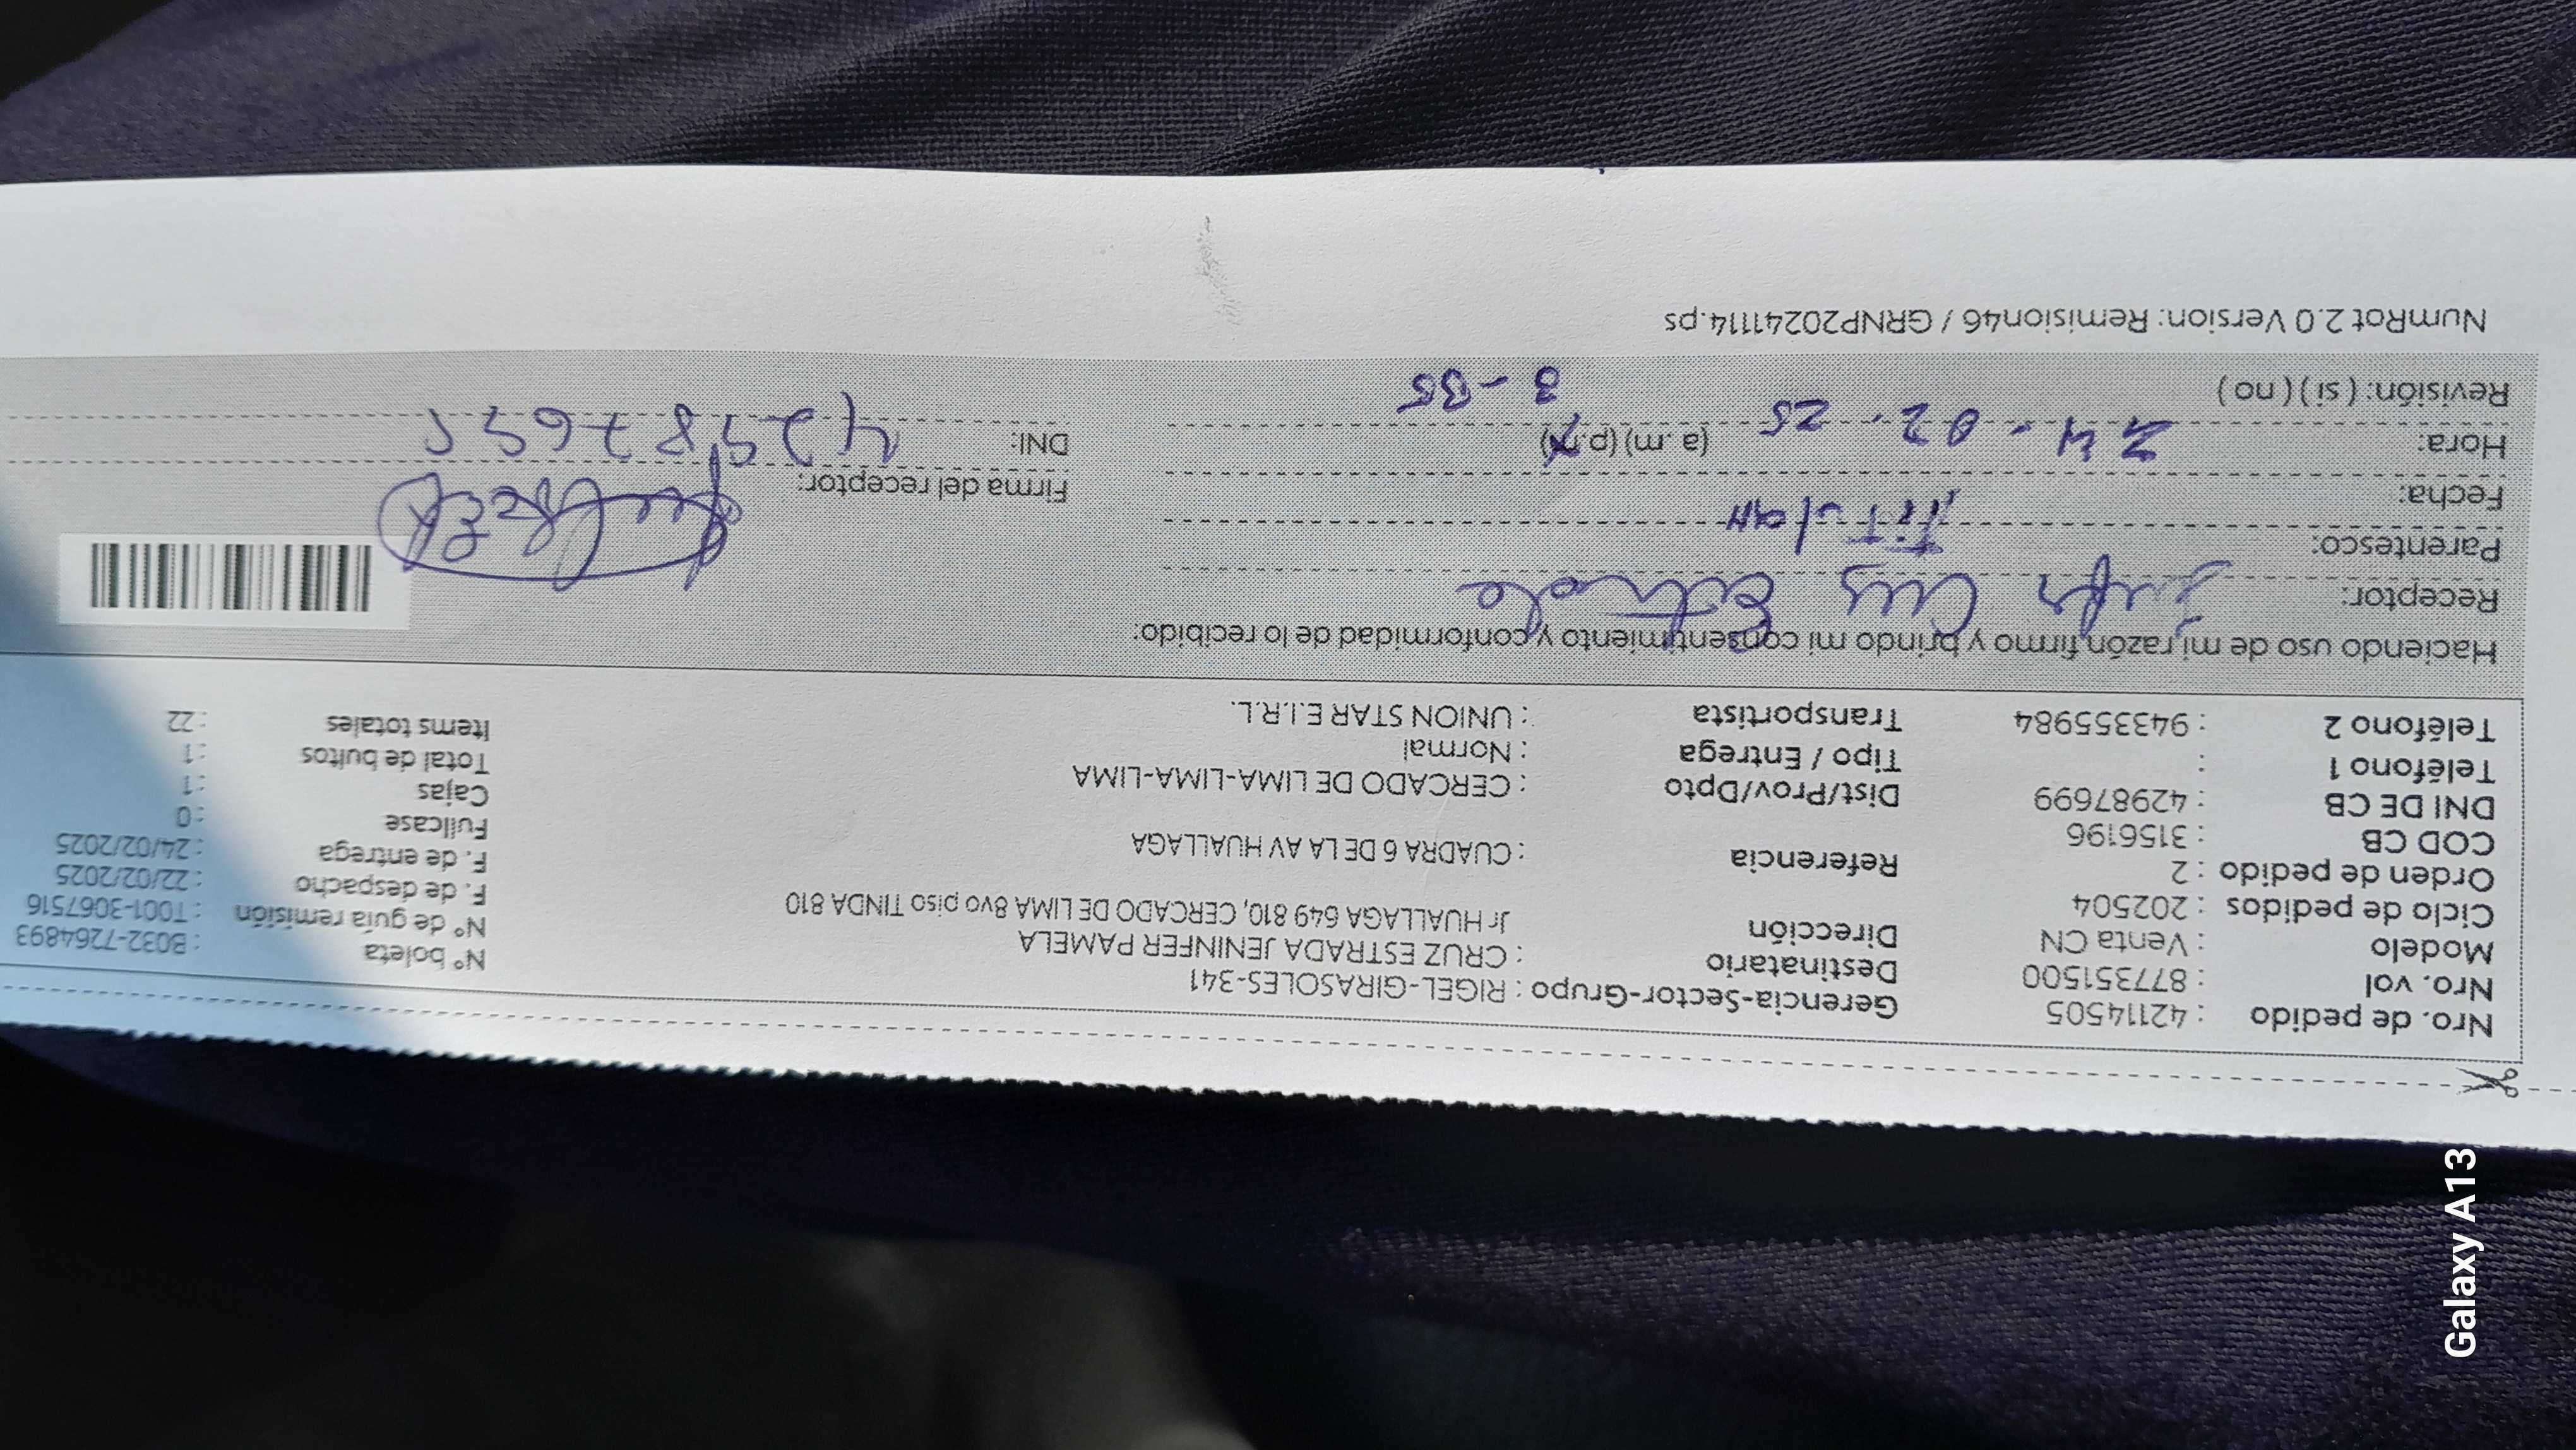 Nro. de pedido : 42114505 Gerencia-Sector-Grupo : RIGEL-GIRASOLES-341 N° boleta : B032-7264893
Nro. vol : 877351500 Destinatario : CRUZ ESTRADA JENINFER PAMELA N° de guía remisión : T001-3067516
Modelo : Venta CN Dirección Jr HUALLAGA 649 810, CERCADO DE LIMA 8vo piso TINDA 810 F. de despacho : 22/02/2025
Ciclo de pedidos : 202504 F. de entrega : 24/02/2025
Orden de pedido : 2 Referencia : CUADRA 6 DE LA AV HUALLAGA Fullcase : 0
COD CB : 3156196 Cajas : 1
DNI DE CB : 42987699 Dist/Prov/Dpto : CERCADO DE LIMA-LIMA-LIMA Total de bultos : 1
Teléfono 1 : Tipo / Entrega : Normal Items totales : 22
Teléfono 2 : 943355984 Transportista : UNION STAR E.I.R.L.
Haciendo uso de mi razón firmo y brindo mi consentimiento y conformidad de lo recibido:
Receptor:
Parentesco: Titular
Fecha: 24-02-25 Firma del receptor:
Hora: 3-35 (a. m) (p. m) DNI:
Revisión: ( si ) ( no )
NumRot 2.0 Version: Remision46 / GRNP20241114.ps
Galaxy A13